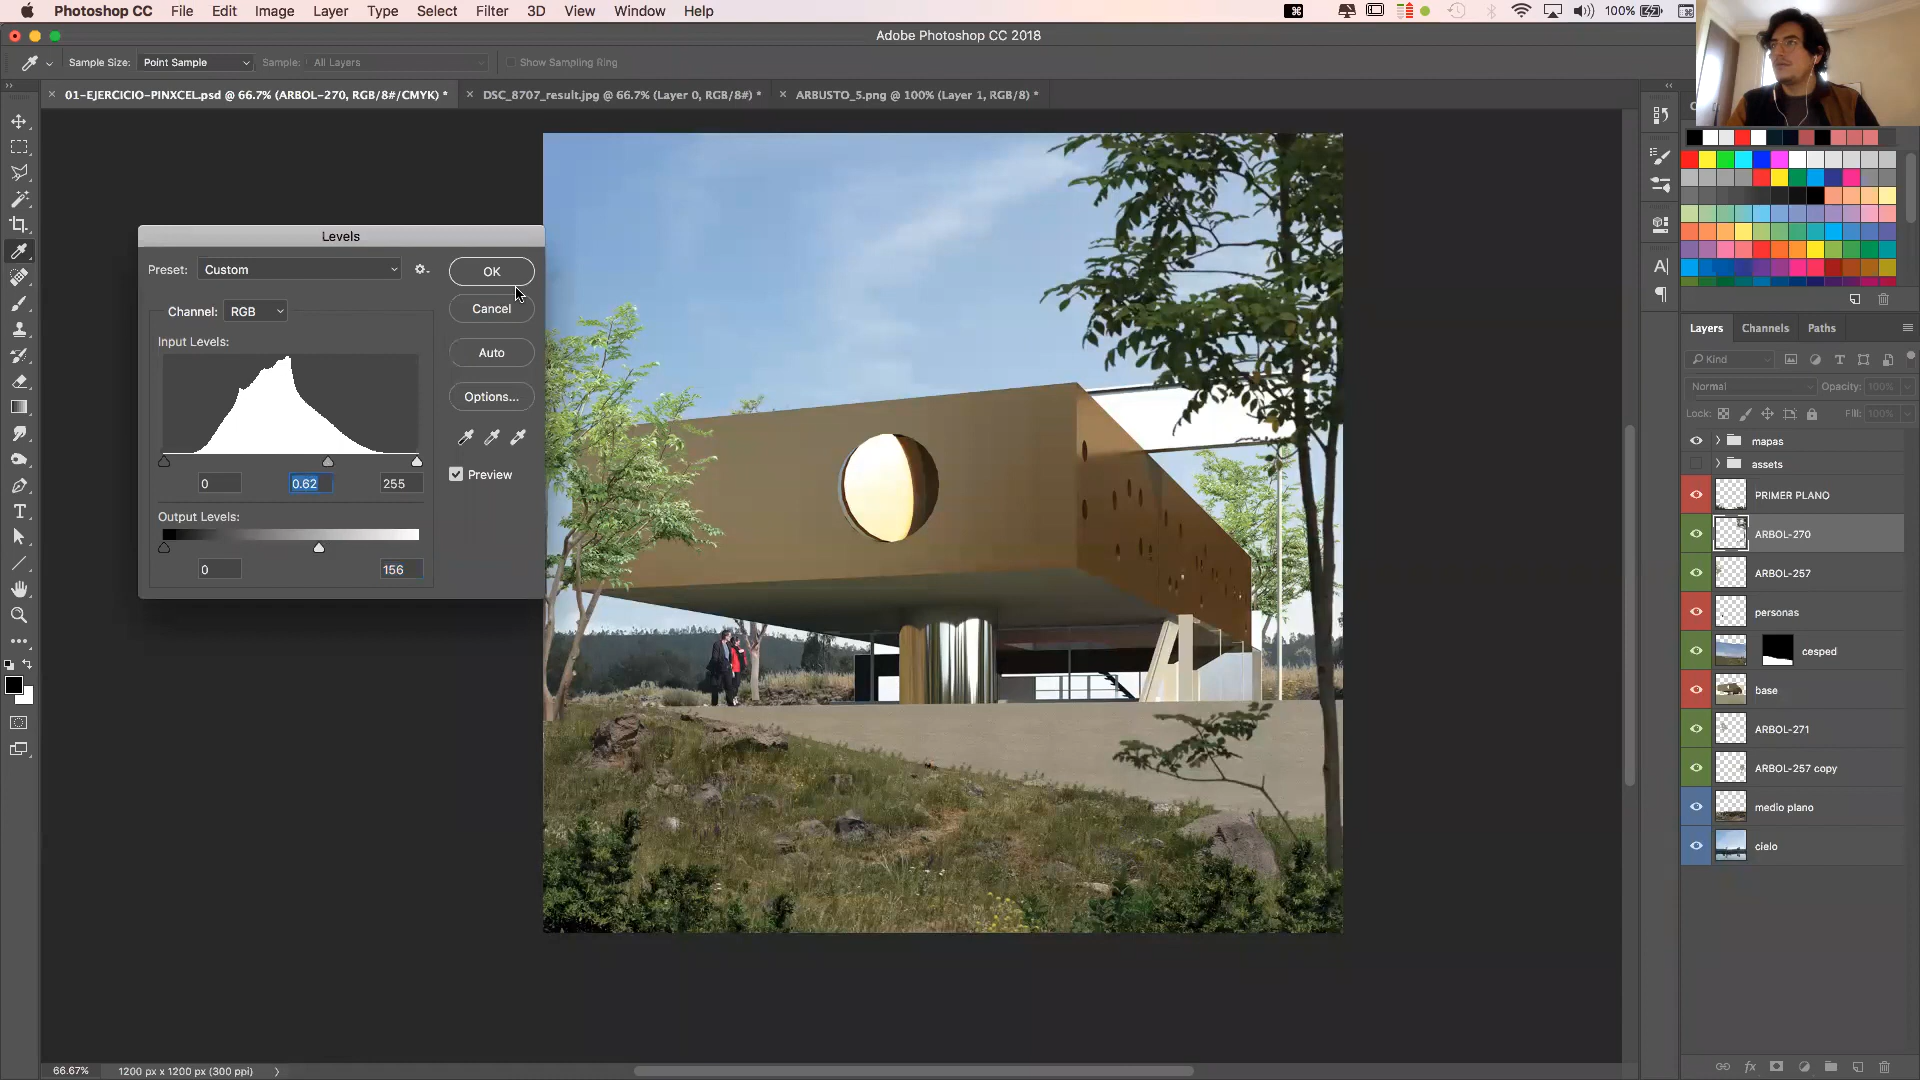 Photoshop CC File Edit Image Layer Type Select Filter 3D View Window Help 100%
Adobe Photoshop CC 2018
Sample Size: Point Sample Sample: All Layers Show Sampling Ring
× 01-EJERCICIO-PINXCEL.psd @ 66.7% (ARBOL-270, RGB/8#/CMYK) * × DSC_8707_result.jpg @ 66.7% (Layer 0, RGB/8#) * × ARBUSTO_5.png @ 100% (Layer 1, RGB/8) *
Levels
Preset: Custom
OK
Cancel
Channel: RGB
Input Levels:
Auto
Options...
Preview
0 0.62 255
Output Levels:
0 156
Layers Channels Paths
Kind
Normal Opacity: 100%
Lock: Fill: 100%
mapas
assets
PRIMER PLANO
ARBOL-270
ARBOL-257
personas
cesped
base
ARBOL-271
ARBOL-257 copy
medio plano
cielo
66.67% 1200 px x 1200 px (300 ppi)